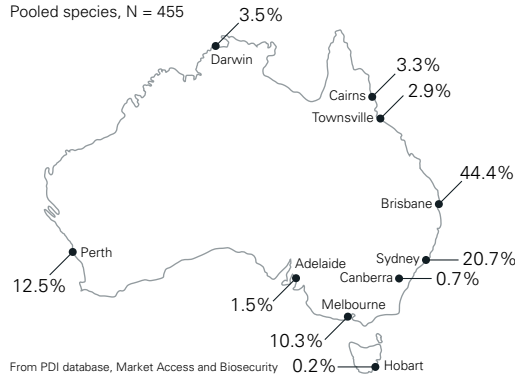 Pooled species, N = 455
3.5%
Darwin
3.3%
Cairns
2.9%
Townsville
44.4%
Brisbane
Perth
12.5%
Sydney
20.7%
Adelaide
Canberra
0.7%
1.5%
Melbourne
10.3%
0.2%
Hobart
From PDI database, Market Access and Biosecurity